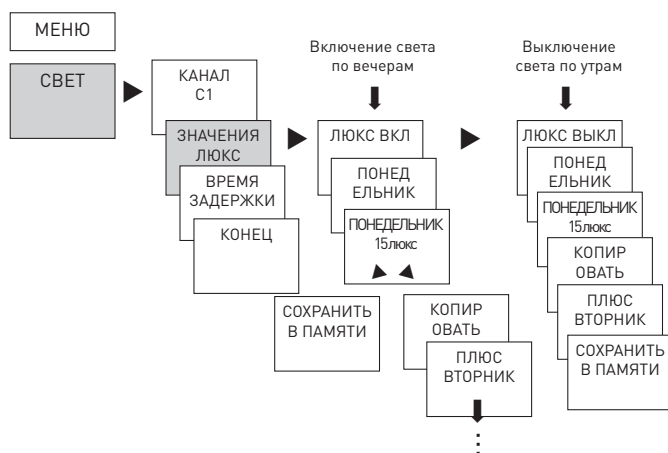 МЕНЮ
СВЕТ
КАНАЛ
С1
ЗНАЧЕНИЯ
ЛЮКС
ВРЕМЯ
ЗАДЕРЖКИ
КОНЕЦ
Включение света
по вечерам
ЛЮКС ВКЛ
ПОНЕД
ЕЛЬНИК
ПОНЕДЕЛЬНИК
15люкс
СОХРАНИТЬ
В ПАМЯТИ
КОПИР
ОВАТЬ
ПЛЮС
ВТОРНИК
Выключение
света по утрам
ЛЮКС ВЫКЛ
ПОНЕД
ЕЛЬНИК
ПОНЕДЕЛЬНИК
15люкс
КОПИР
ОВАТЬ
ПЛЮС
ВТОРНИК
СОХРАНИТЬ
В ПАМЯТИ